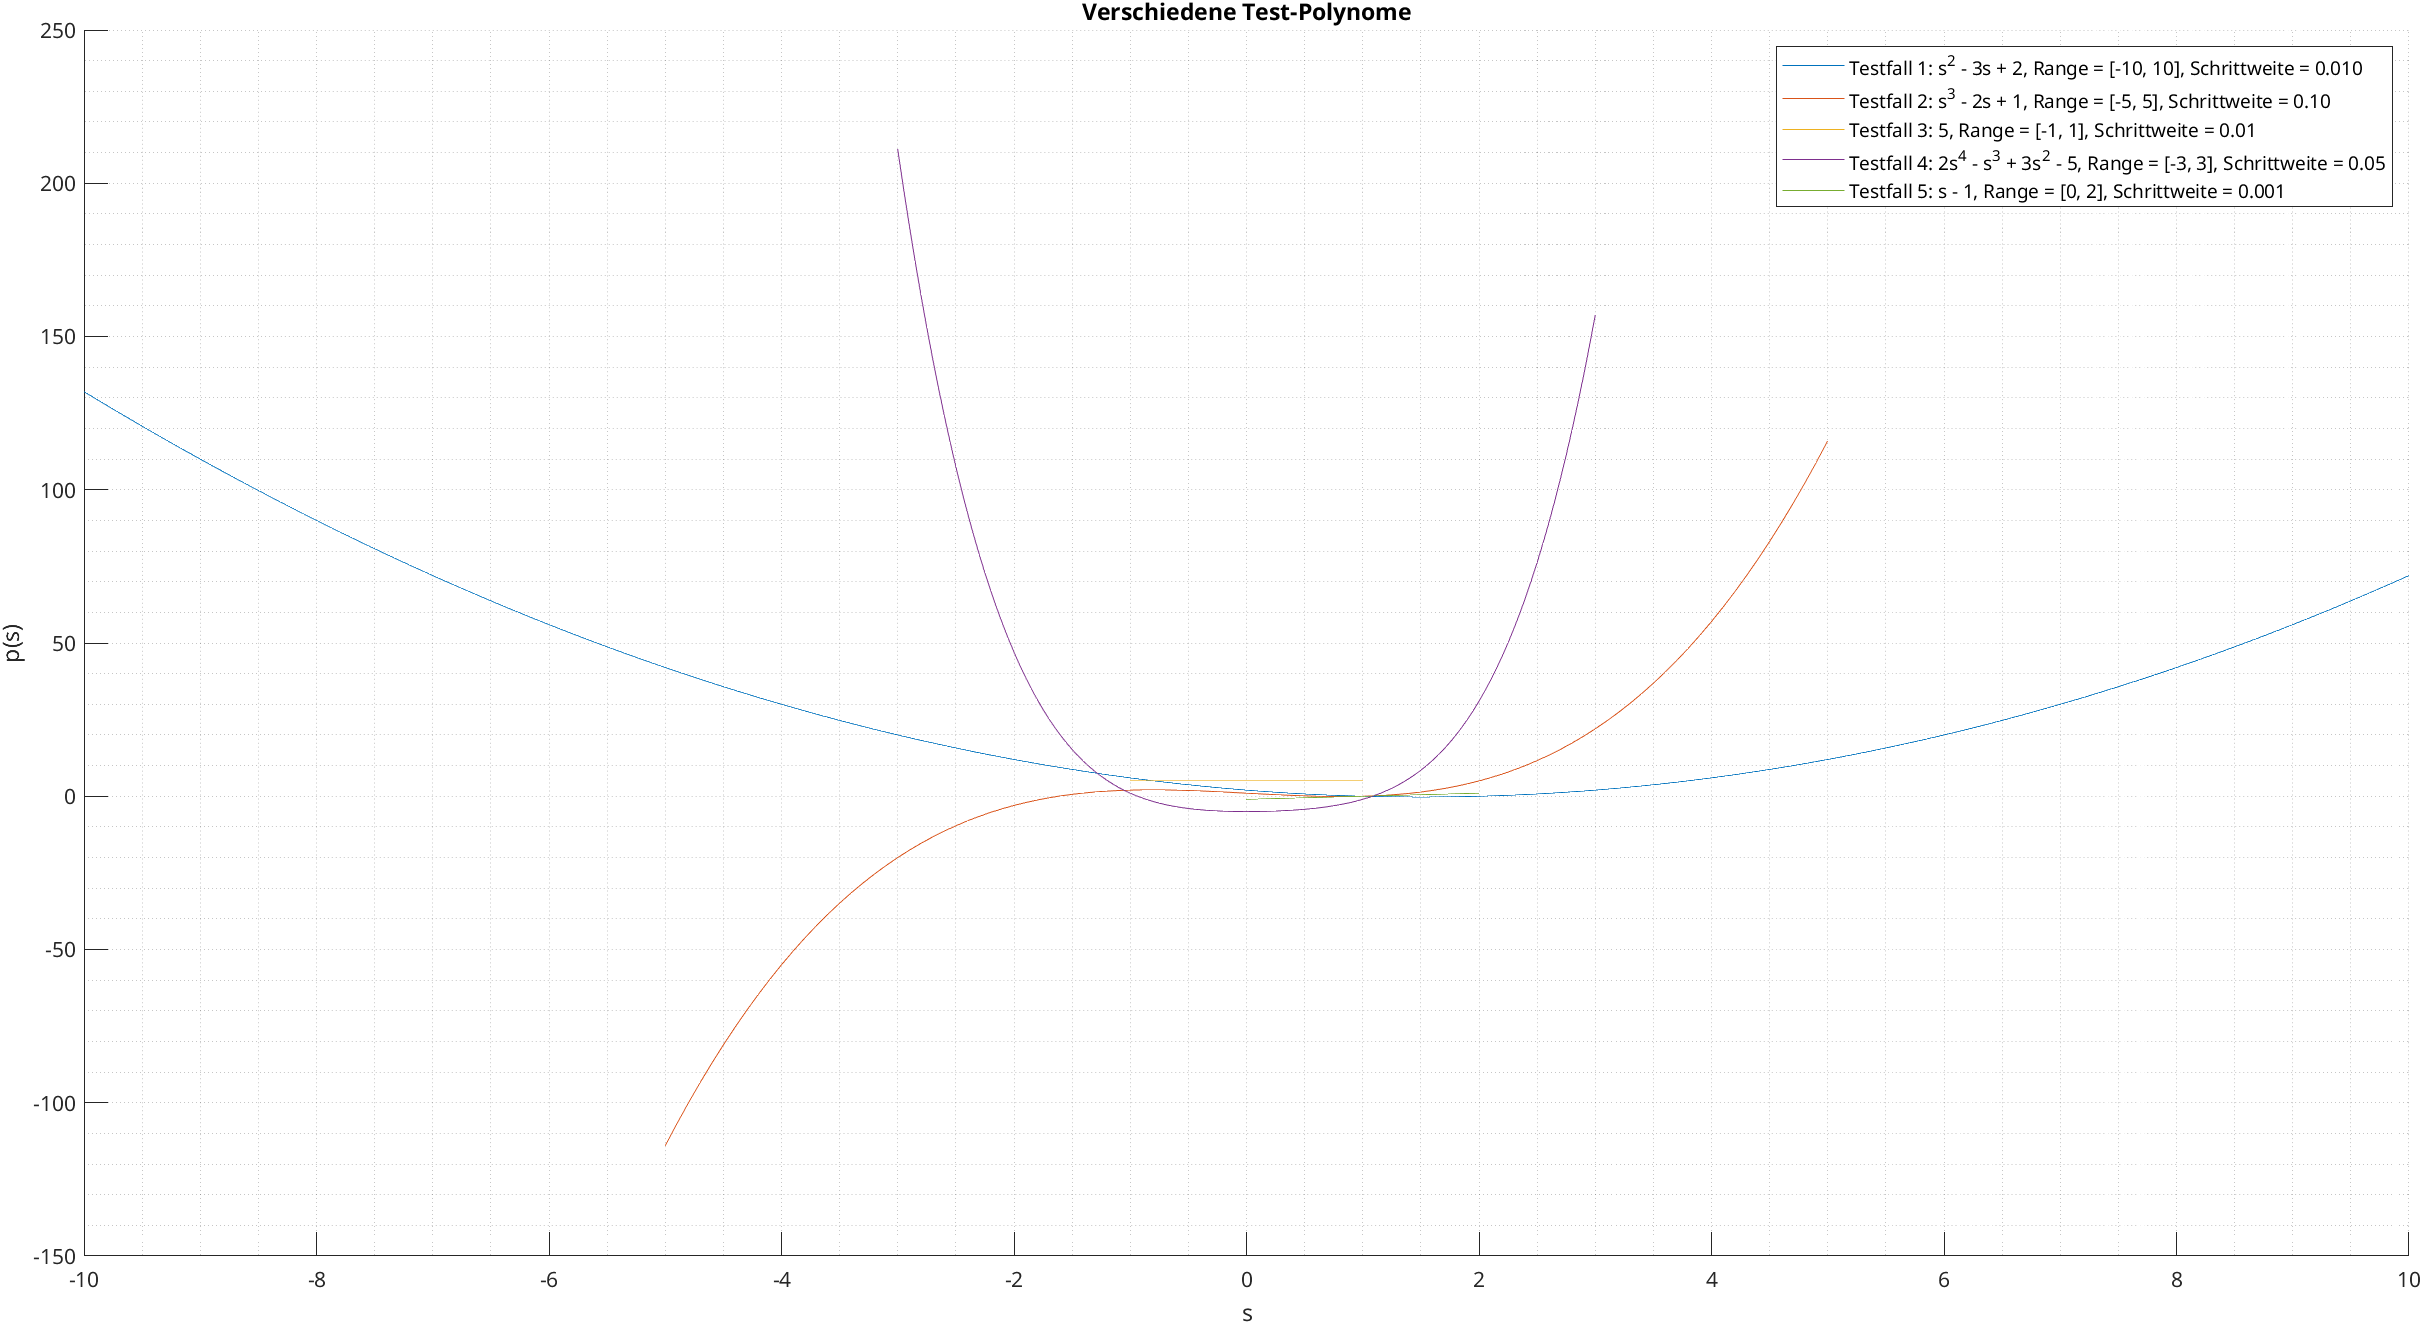 Verschiedene Test-Polynome
250
200
150
100
50
0
-50
-100
-150
p(s)
Testfall 1: s² - 3s + 2, Range = [-10, 10], Schrittweite = 0.010
Testfall 2: s³ - 2s + 1, Range = [-5, 5], Schrittweite = 0.10
Testfall 3: 5, Range = [-1, 1], Schrittweite = 0.01
Testfall 4: 2s⁴ - s³ + 3s² - 5, Range = [-3, 3], Schrittweite = 0.05
Testfall 5: s - 1, Range = [0, 2], Schrittweite = 0.001
-10 -8 -6 -4 -2 0 2 4 6 8 10
s